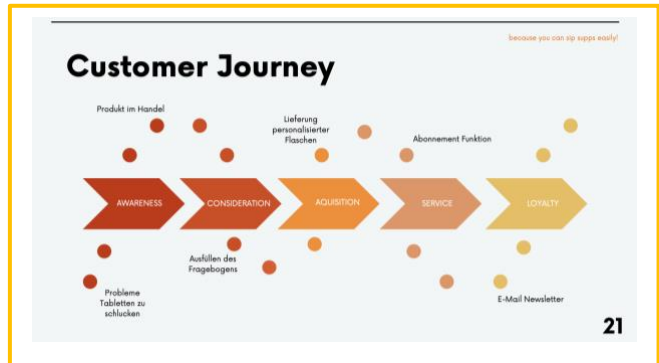 because you can sip supps easily!
Customer Journey
Produkt im Handel
Lieferung
personalisierter
Flaschen
Abonnement Funktion
AWARENESS
CONSIDERATION
AQUISITION
SERVICE
LOYALTY
Ausfüllen des
Fragebogens
Probleme
Tabletten zu
schlucken
E-Mail Newsletter
21